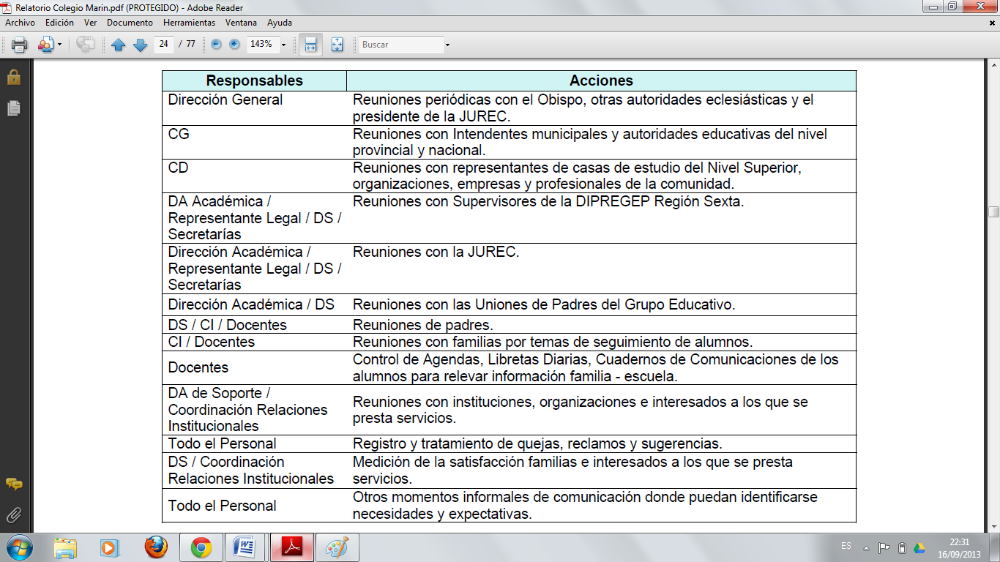 Relatorio Colegio Marin.pdf (PROTEGIDO) - Adobe Reader
Archivo Edición Ver Documento Herramientas Ventana Ayuda
24 / 77 143% Buscar
Responsables Acciones
Dirección General Reuniones periódicas con el Obispo, otras autoridades eclesiásticas y el
presidente de la JUREC.
CG Reuniones con Intendentes municipales y autoridades educativas del nivel
provincial y nacional.
CD Reuniones con representantes de casas de estudio del Nivel Superior,
organizaciones, empresas y profesionales de la comunidad.
DA Académica / Reuniones con Supervisores de la DIPREGEP Región Sexta.
Representante Legal / DS /
Secretarías
Dirección Académica / Reuniones con la JUREC.
Representante Legal / DS /
Secretarías
Dirección Académica / DS Reuniones con las Uniones de Padres del Grupo Educativo.
DS / CI / Docentes Reuniones de padres.
CI / Docentes Reuniones con familias por temas de seguimiento de alumnos.
Docentes
Control de Agendas, Libretas Diarias, Cuadernos de Comunicaciones de los
alumnos para relevar información familia - escuela.
DA de Soporte /
Coordinación Relaciones
Institucionales
Reuniones con instituciones, organizaciones e interesados a los que se
presta servicios.
Todo el Personal Registro y tratamiento de quejas, reclamos y sugerencias.
DS / Coordinación Medición de la satisfacción familias e interesados a los que se presta
Relaciones Institucionales servicios.
Todo el Personal
Otros momentos informales de comunicación donde puedan identificarse
necesidades y expectativas.
ES
22:31
16/09/2013